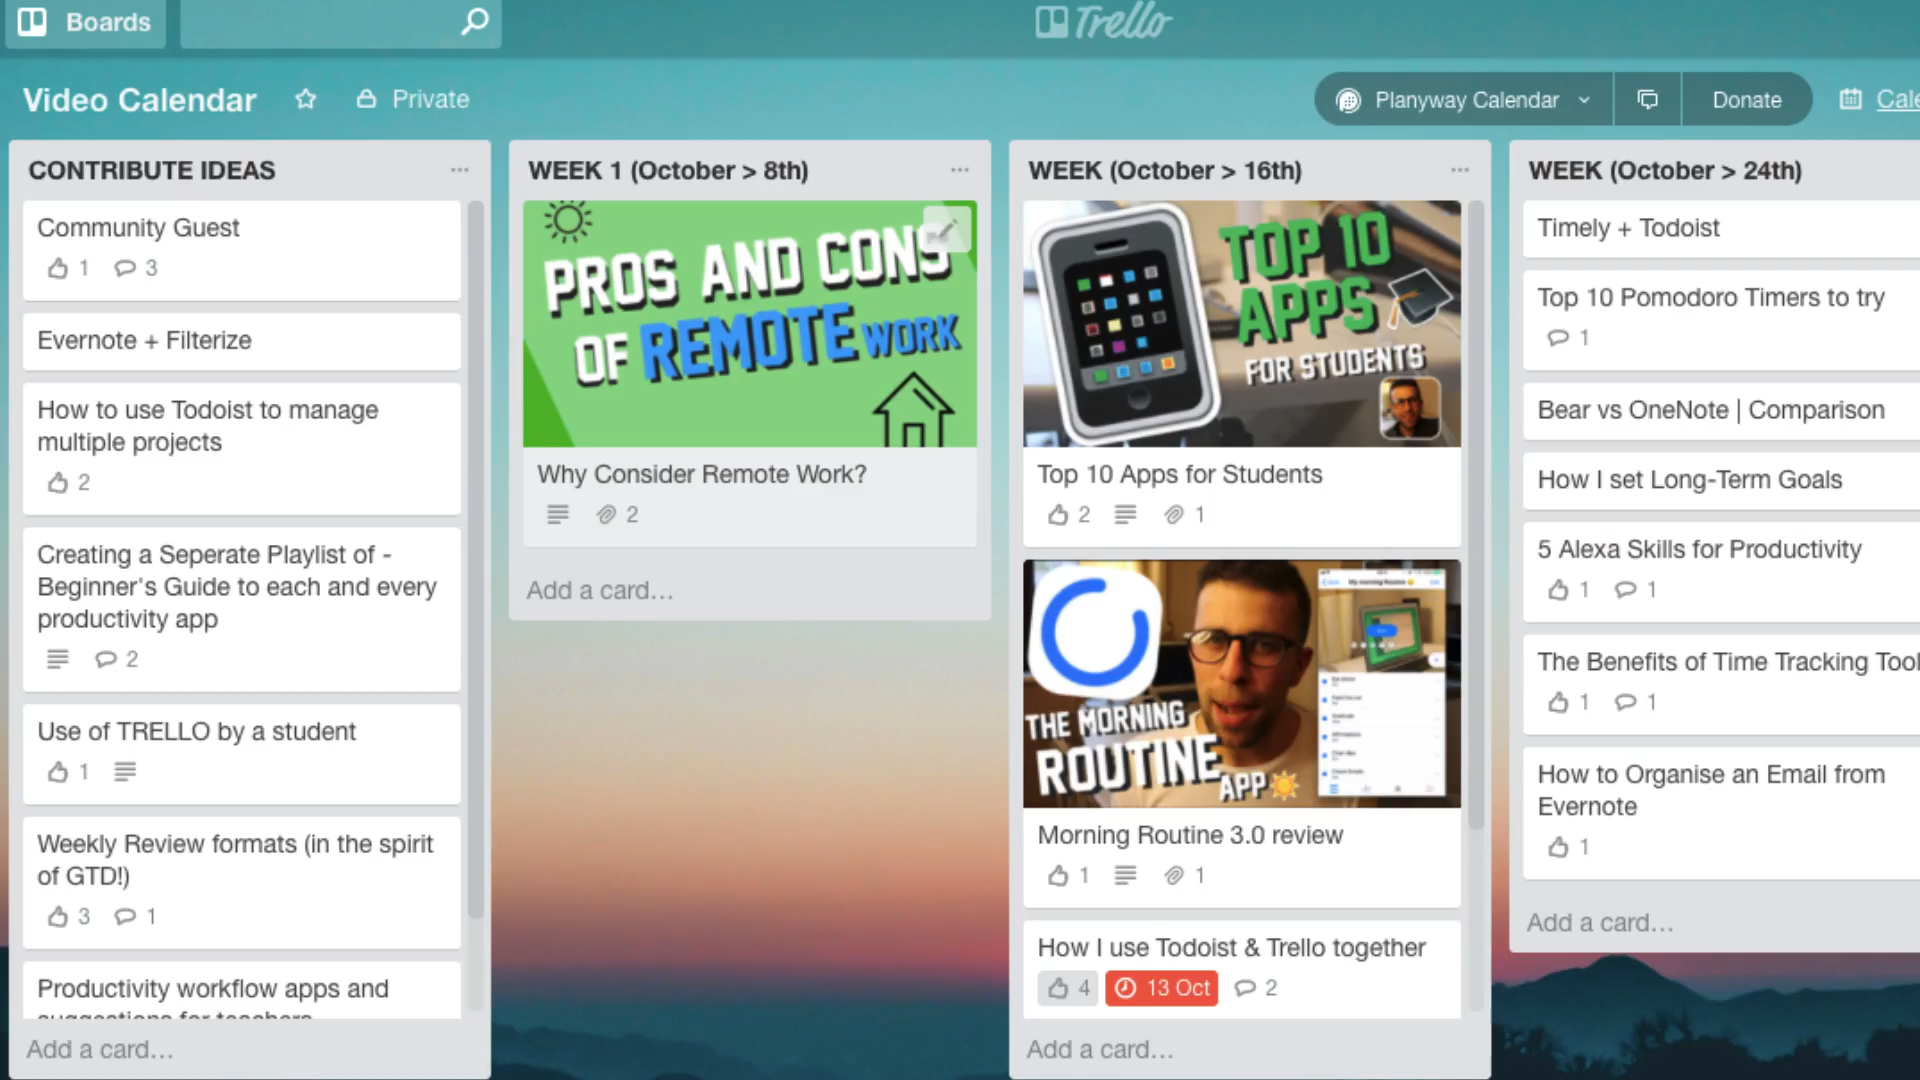 Boards
Trello
Video Calendar
Private
Planyway Calendar
Donate
CONTRIBUTE IDEAS
Community Guest
1 3
Evernote + Filterize
How to use Todoist to manage
multiple projects
2
Creating a Seperate Playlist of -
Beginner's Guide to each and every
productivity app
2
Use of TRELLO by a student
1
Weekly Review formats (in the spirit
of GTD!)
3 1
Productivity workflow apps and
suggestions for teachers
Add a card…
WEEK 1 (October > 8th)
PROS AND CONS
OF REMOTE WORK
Why Consider Remote Work?
2
Add a card…
WEEK (October > 16th)
TOP 10
APPS
FOR STUDENTS
Top 10 Apps for Students
2 1
My morning Routine
THE MORNING
ROUTINE
APP
Morning Routine 3.0 review
1 1
How I use Todoist & Trello together
4 13 Oct 2
Add a card…
WEEK (October > 24th)
Timely + Todoist
Top 10 Pomodoro Timers to try
1
Bear vs OneNote | Comparison
How I set Long-Term Goals
5 Alexa Skills for Productivity
1 1
The Benefits of Time Tracking Tool
1 1
How to Organise an Email from
Evernote
1
Add a card…